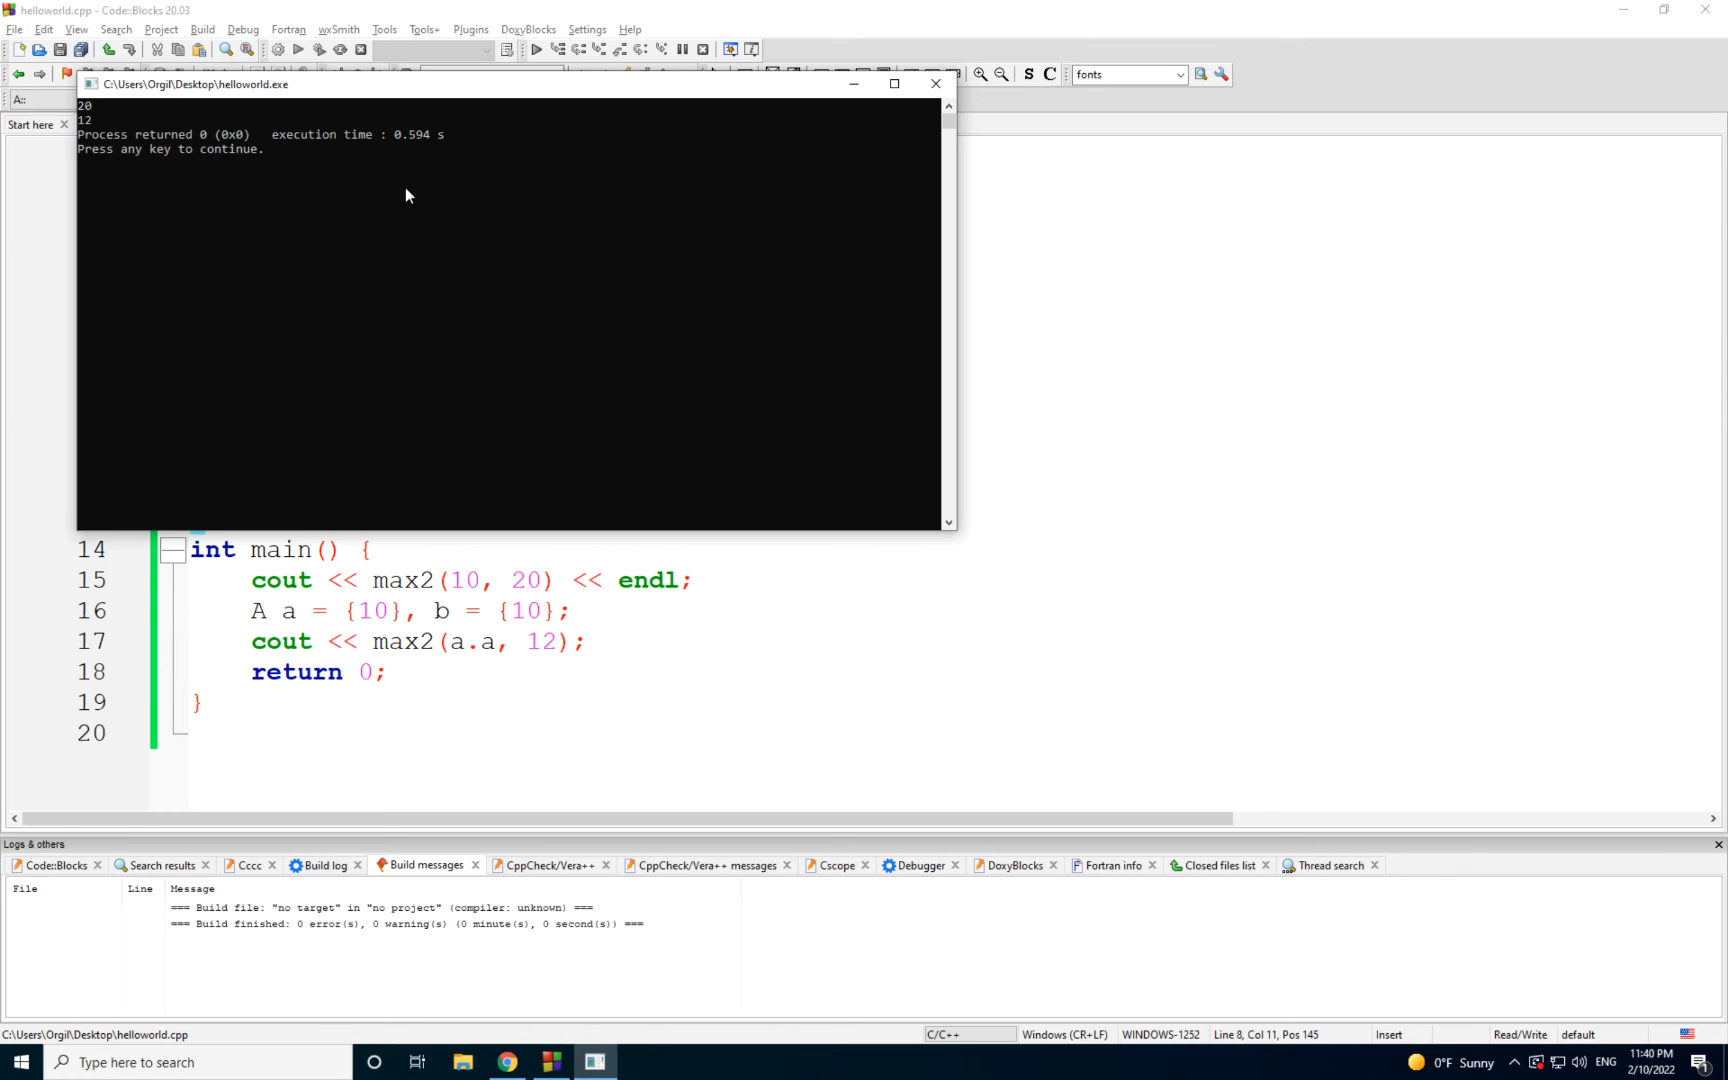 helloworld.cpp - Code::Blocks 20.03
File Edit View Search Project Build Debug Fortran wxSmith Tools Tools+ Plugins DoxyBlocks Settings Help
S C fonts
A::
C:\Users\Orgil\Desktop\helloworld.exe
Start here
20
12
Process returned 0 (0x0)   execution time : 0.594 s
Press any key to continue.
14 int main() {
15 cout << max2(10, 20) << endl;
16 A a = {10}, b = {10};
17 cout << max2(a.a, 12);
18 return 0;
19 }
20
Logs & others
Code::Blocks Search results Cccc Build log Build messages CppCheck/Vera++ CppCheck/Vera++ messages Cscope Debugger DoxyBlocks Fortran info Closed files list Thread search
File Line Message
=== Build file: "no target" in "no project" (compiler: unknown) ===
=== Build finished: 0 error(s), 0 warning(s) (0 minute(s), 0 second(s)) ===
C:\Users\Orgil\Desktop\helloworld.cpp C/C++ Windows (CR+LF) WINDOWS-1252 Line 8, Col 11, Pos 145 Insert Read/Write default
Type here to search 0°F Sunny ENG 11:40 PM
2/10/2022 1